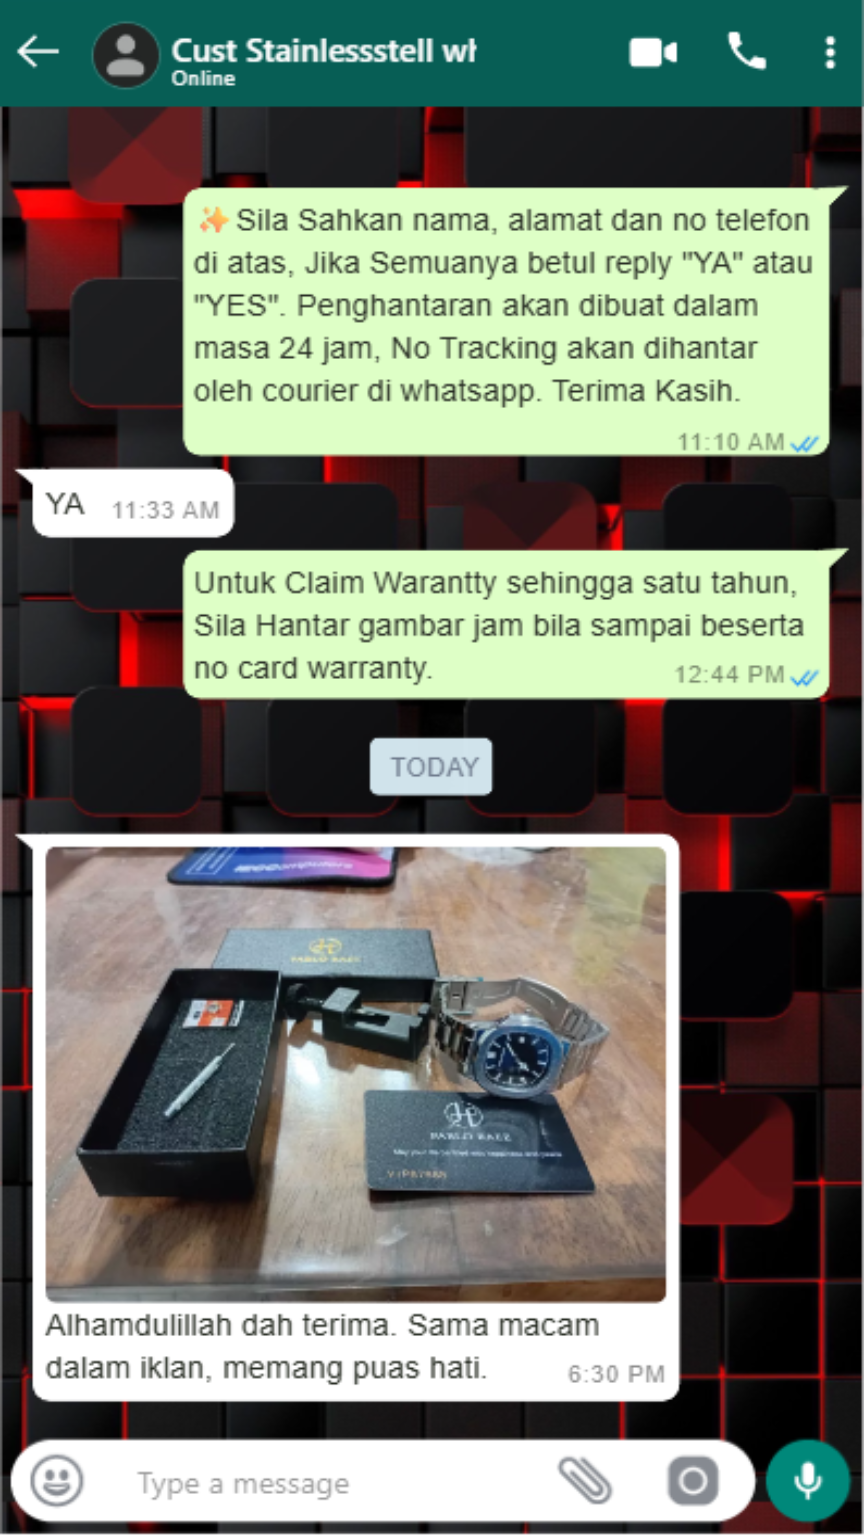 Cust Stainlessstell
Online
✨ Sila Sahkan nama, alamat dan no telefon
di atas, Jika Semuanya betul reply "YA" atau
"YES". Penghantaran akan dibuat dalam
masa 24 jam, No Tracking akan dihantar
oleh courier di whatsapp. Terima Kasih.
11:10 AM
YA 11:33 AM
Untuk Claim Warantty sehingga satu tahun,
Sila Hantar gambar jam bila sampai beserta
no card warranty. 12:44 PM
TODAY
PABLO RAEZ
PABLO RAEZ
Alhamdulillah dah terima. Sama macam
dalam iklan, memang puas hati. 6:30 PM
Type a message